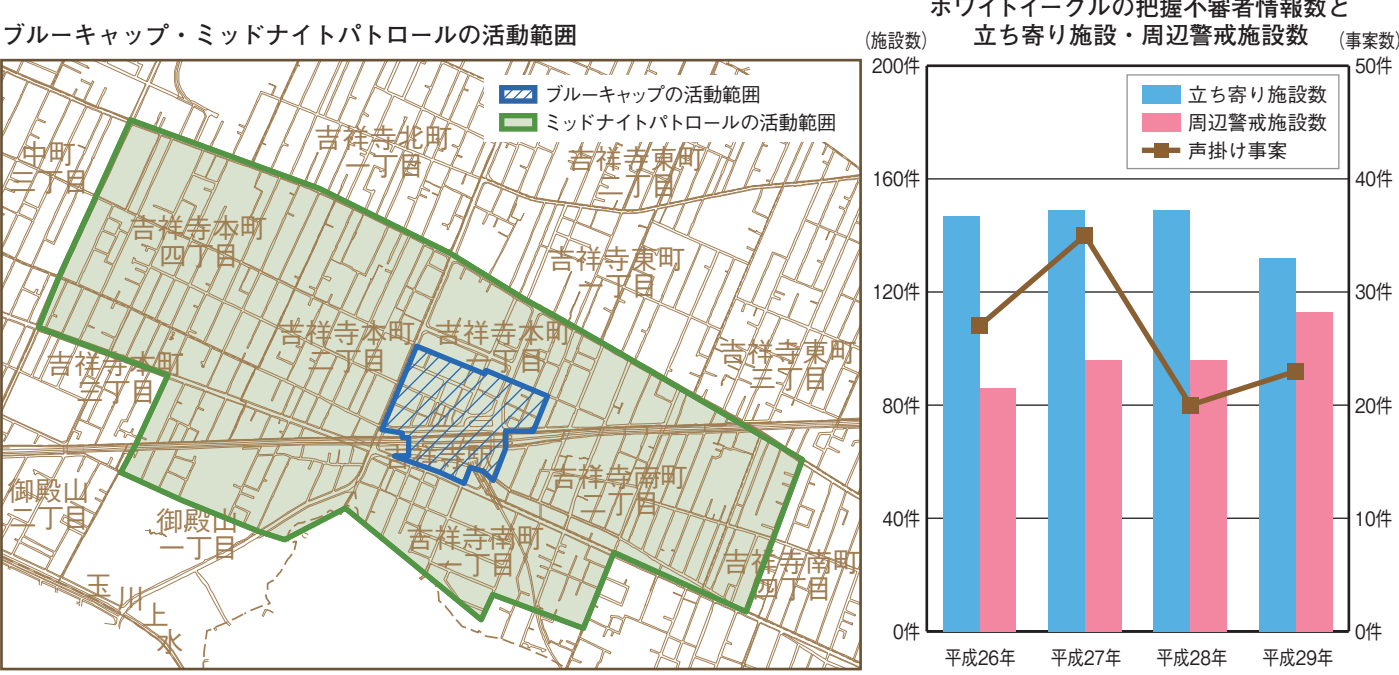 ブルーキャップ・ミッドナイトパトロールの活動範囲
ブルーキャップの活動範囲
ミッドナイトパトロールの活動範囲
中町
三丁目
吉祥寺北町
一丁目
吉祥寺東町
二丁目
吉祥寺本町
四丁目
吉祥寺東町
一丁目
吉祥寺本町
二丁目
吉祥寺本町
一丁目
吉祥寺本町
三丁目
吉祥寺東町
三丁目
吉祥寺駅
吉祥寺南町
二丁目
御殿山
二丁目
御殿山
一丁目
吉祥寺南町
一丁目
吉祥寺南町
四丁目
玉川上水
ホワイトイーグルの把握不審者情報数と
立ち寄り施設・周辺警戒施設数
(施設数)
(事案数)
立ち寄り施設数
周辺警戒施設数
声掛け事案
200件
160件
120件
80件
40件
0件
50件
40件
30件
20件
10件
0件
平成26年
平成27年
平成28年
平成29年